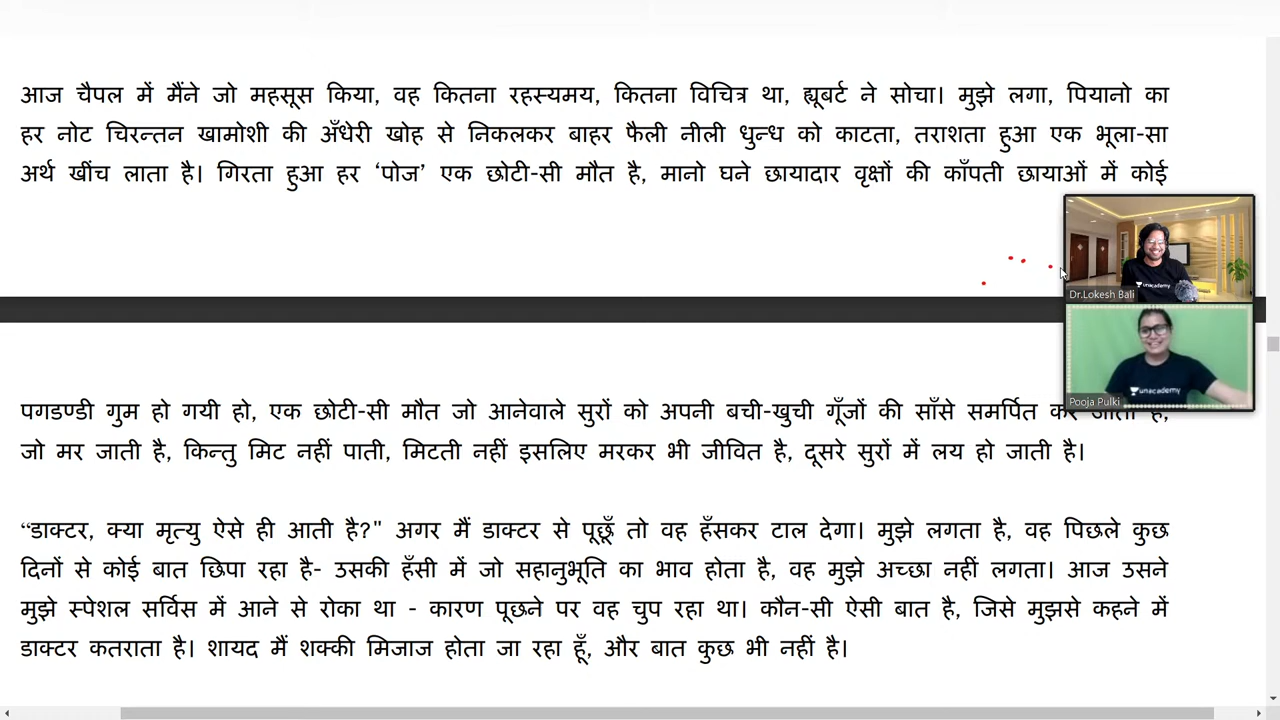 आज चैपल में मैंने जो महसूस किया, वह कितना रहस्यमय, कितना विचित्र था, ह्यूबर्ट ने सोचा। मुझे लगा, पियानो का
हर नोट चिरन्तन खामोशी की अँधेरी खोह से निकलकर बाहर फैली नीली धुन्ध को काटता, तराशता हुआ एक भूला-सा
अर्थ खींच लाता है। गिरता हुआ हर ‘पोज’ एक छोटी-सी मौत है, मानो घने छायादार वृक्षों की काँपती छायाओं में कोई
unacademy
Dr.Lokesh Bali
unacademy
Pooja Pulki
पगडण्डी गुम हो गयी हो, एक छोटी-सी मौत जो आनेवाले सुरों को अपनी बची-खुची गूँजों की साँसे समर्पित कर जाती है,
जो मर जाती है, किन्तु मिट नहीं पाती, मिटती नहीं इसलिए मरकर भी जीवित है, दूसरे सुरों में लय हो जाती है।
“डाक्टर, क्या मृत्यु ऐसे ही आती है?" अगर मैं डाक्टर से पूछूँ तो वह हँसकर टाल देगा। मुझे लगता है, वह पिछले कुछ
दिनों से कोई बात छिपा रहा है- उसकी हँसी में जो सहानुभूति का भाव होता है, वह मुझे अच्छा नहीं लगता। आज उसने
मुझे स्पेशल सर्विस में आने से रोका था - कारण पूछने पर वह चुप रहा था। कौन-सी ऐसी बात है, जिसे मुझसे कहने में
डाक्टर कतराता है। शायद मैं शक्की मिजाज होता जा रहा हूँ, और बात कुछ भी नहीं है।